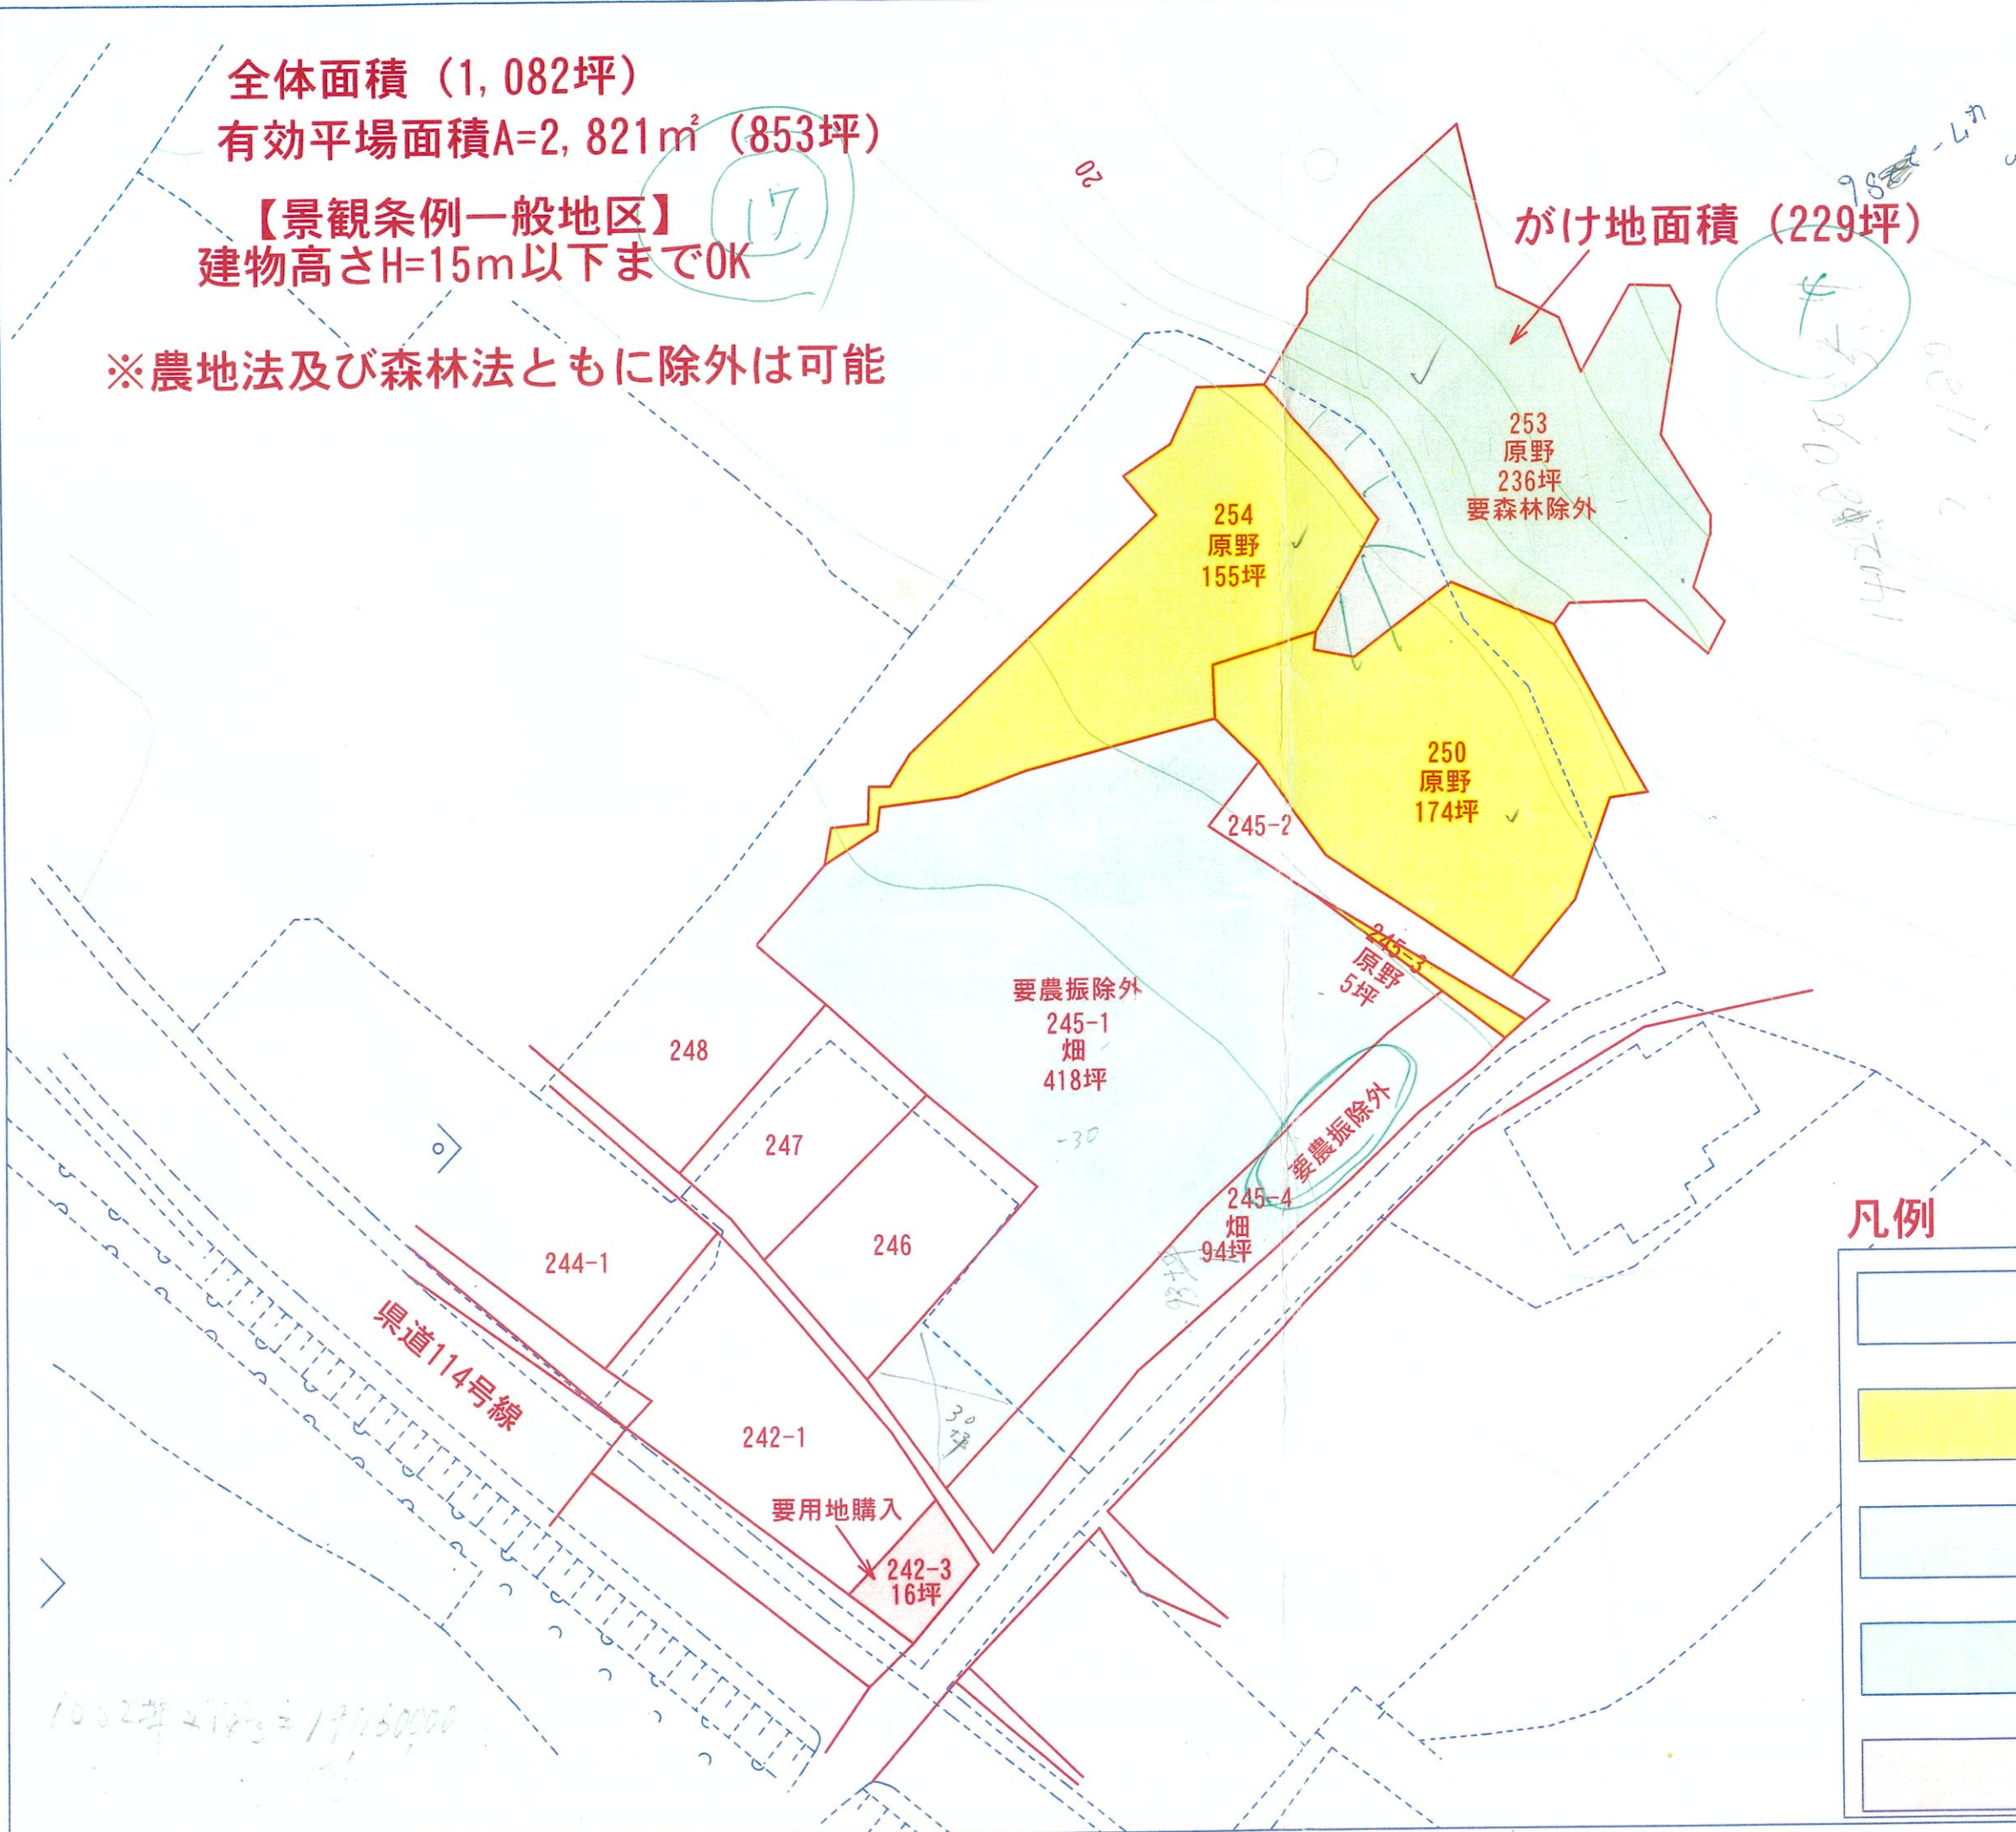 全体面積（1,082坪）
有効平場面積A=2,821㎡（853坪）
17
【景観条例一般地区】
建物高さH=15m以下までOK
※農地法及び森林法ともに除外は可能
20
がけ地面積（229坪）
4
253
原野
236坪
要森林除外
254
原野
155坪
250
原野
174坪
245-2
245-3
原野
5坪
要農振除外
245-1
畑
418坪
-30
要農振除外
245-4
畑
94坪
248
247
246
244-1
県道114号線
242-1
30
坪
要用地購入
242-3
16坪
凡例